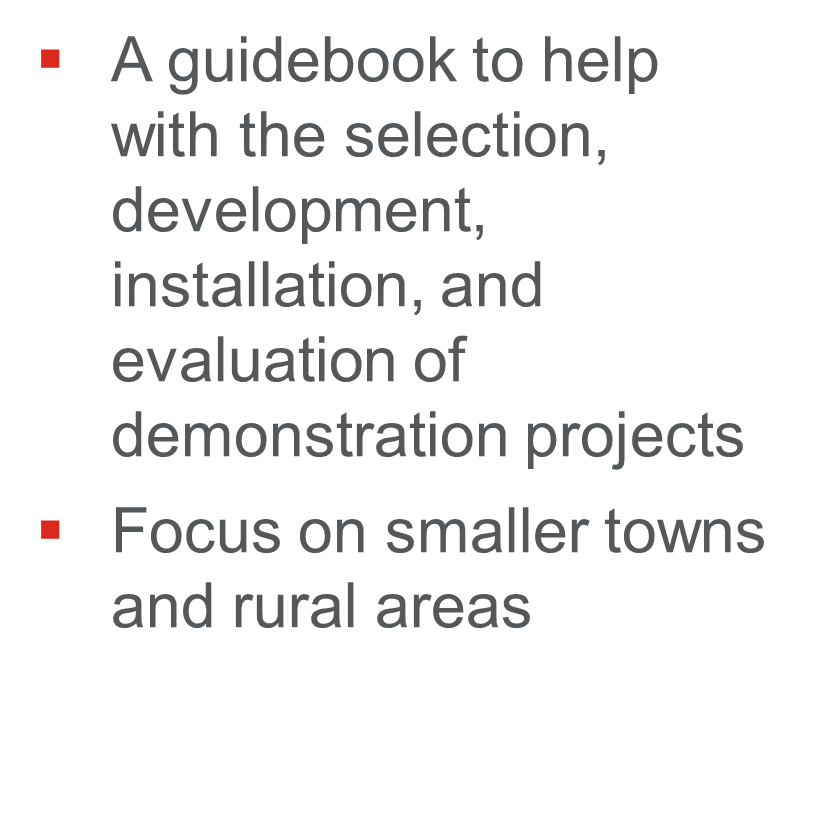 ▪ A guidebook to help
with the selection,
development,
installation, and
evaluation of
demonstration projects
▪ Focus on smaller towns
and rural areas